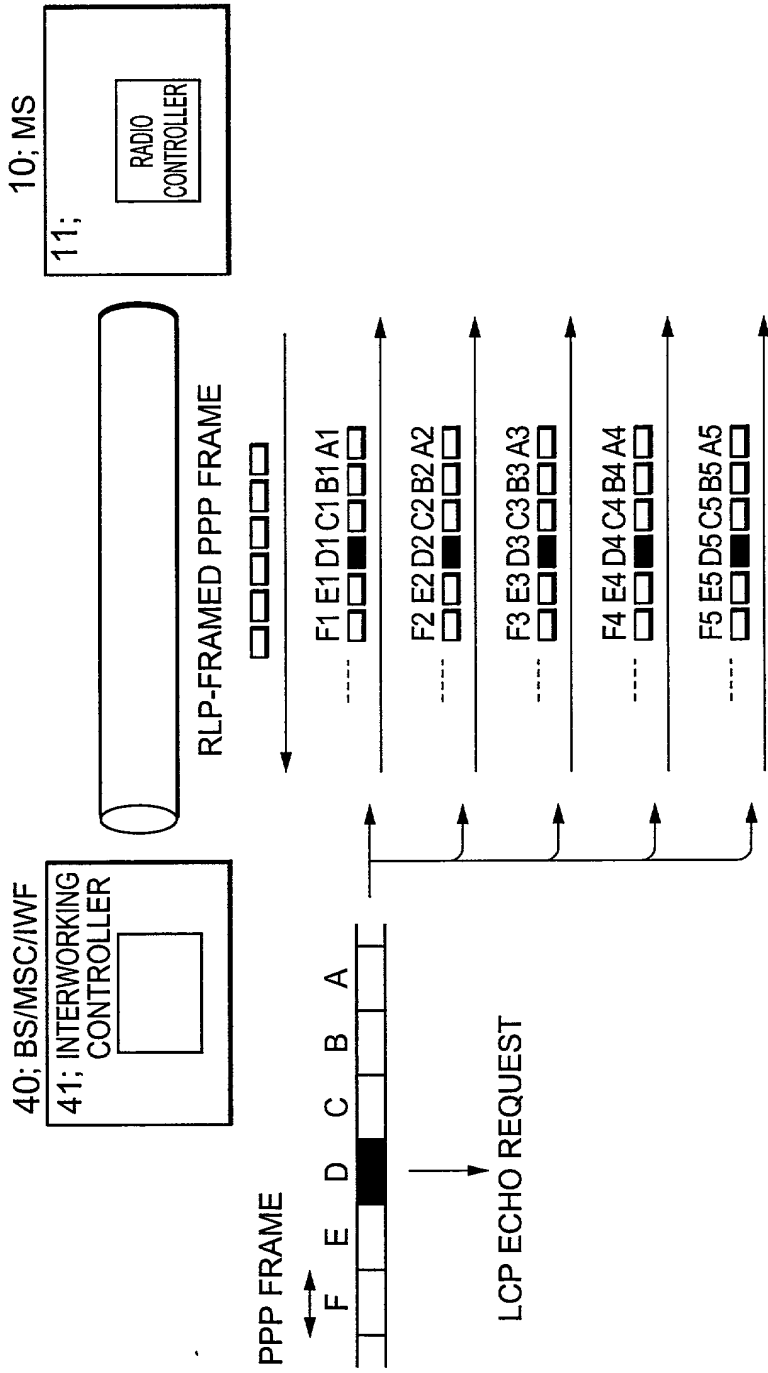 40; BS/MSC/IWF
41; INTERWORKING
CONTROLLER
10; MS
11;
RADIO
CONTROLLER
RLP-FRAMED PPP FRAME
PPP FRAME
F E D C B A
LCP ECHO REQUEST
F1 E1 D1 C1 B1 A1
F2 E2 D2 C2 B2 A2
F3 E3 D3 C3 B3 A3
F4 E4 D4 C4 B4 A4
F5 E5 D5 C5 B5 A5